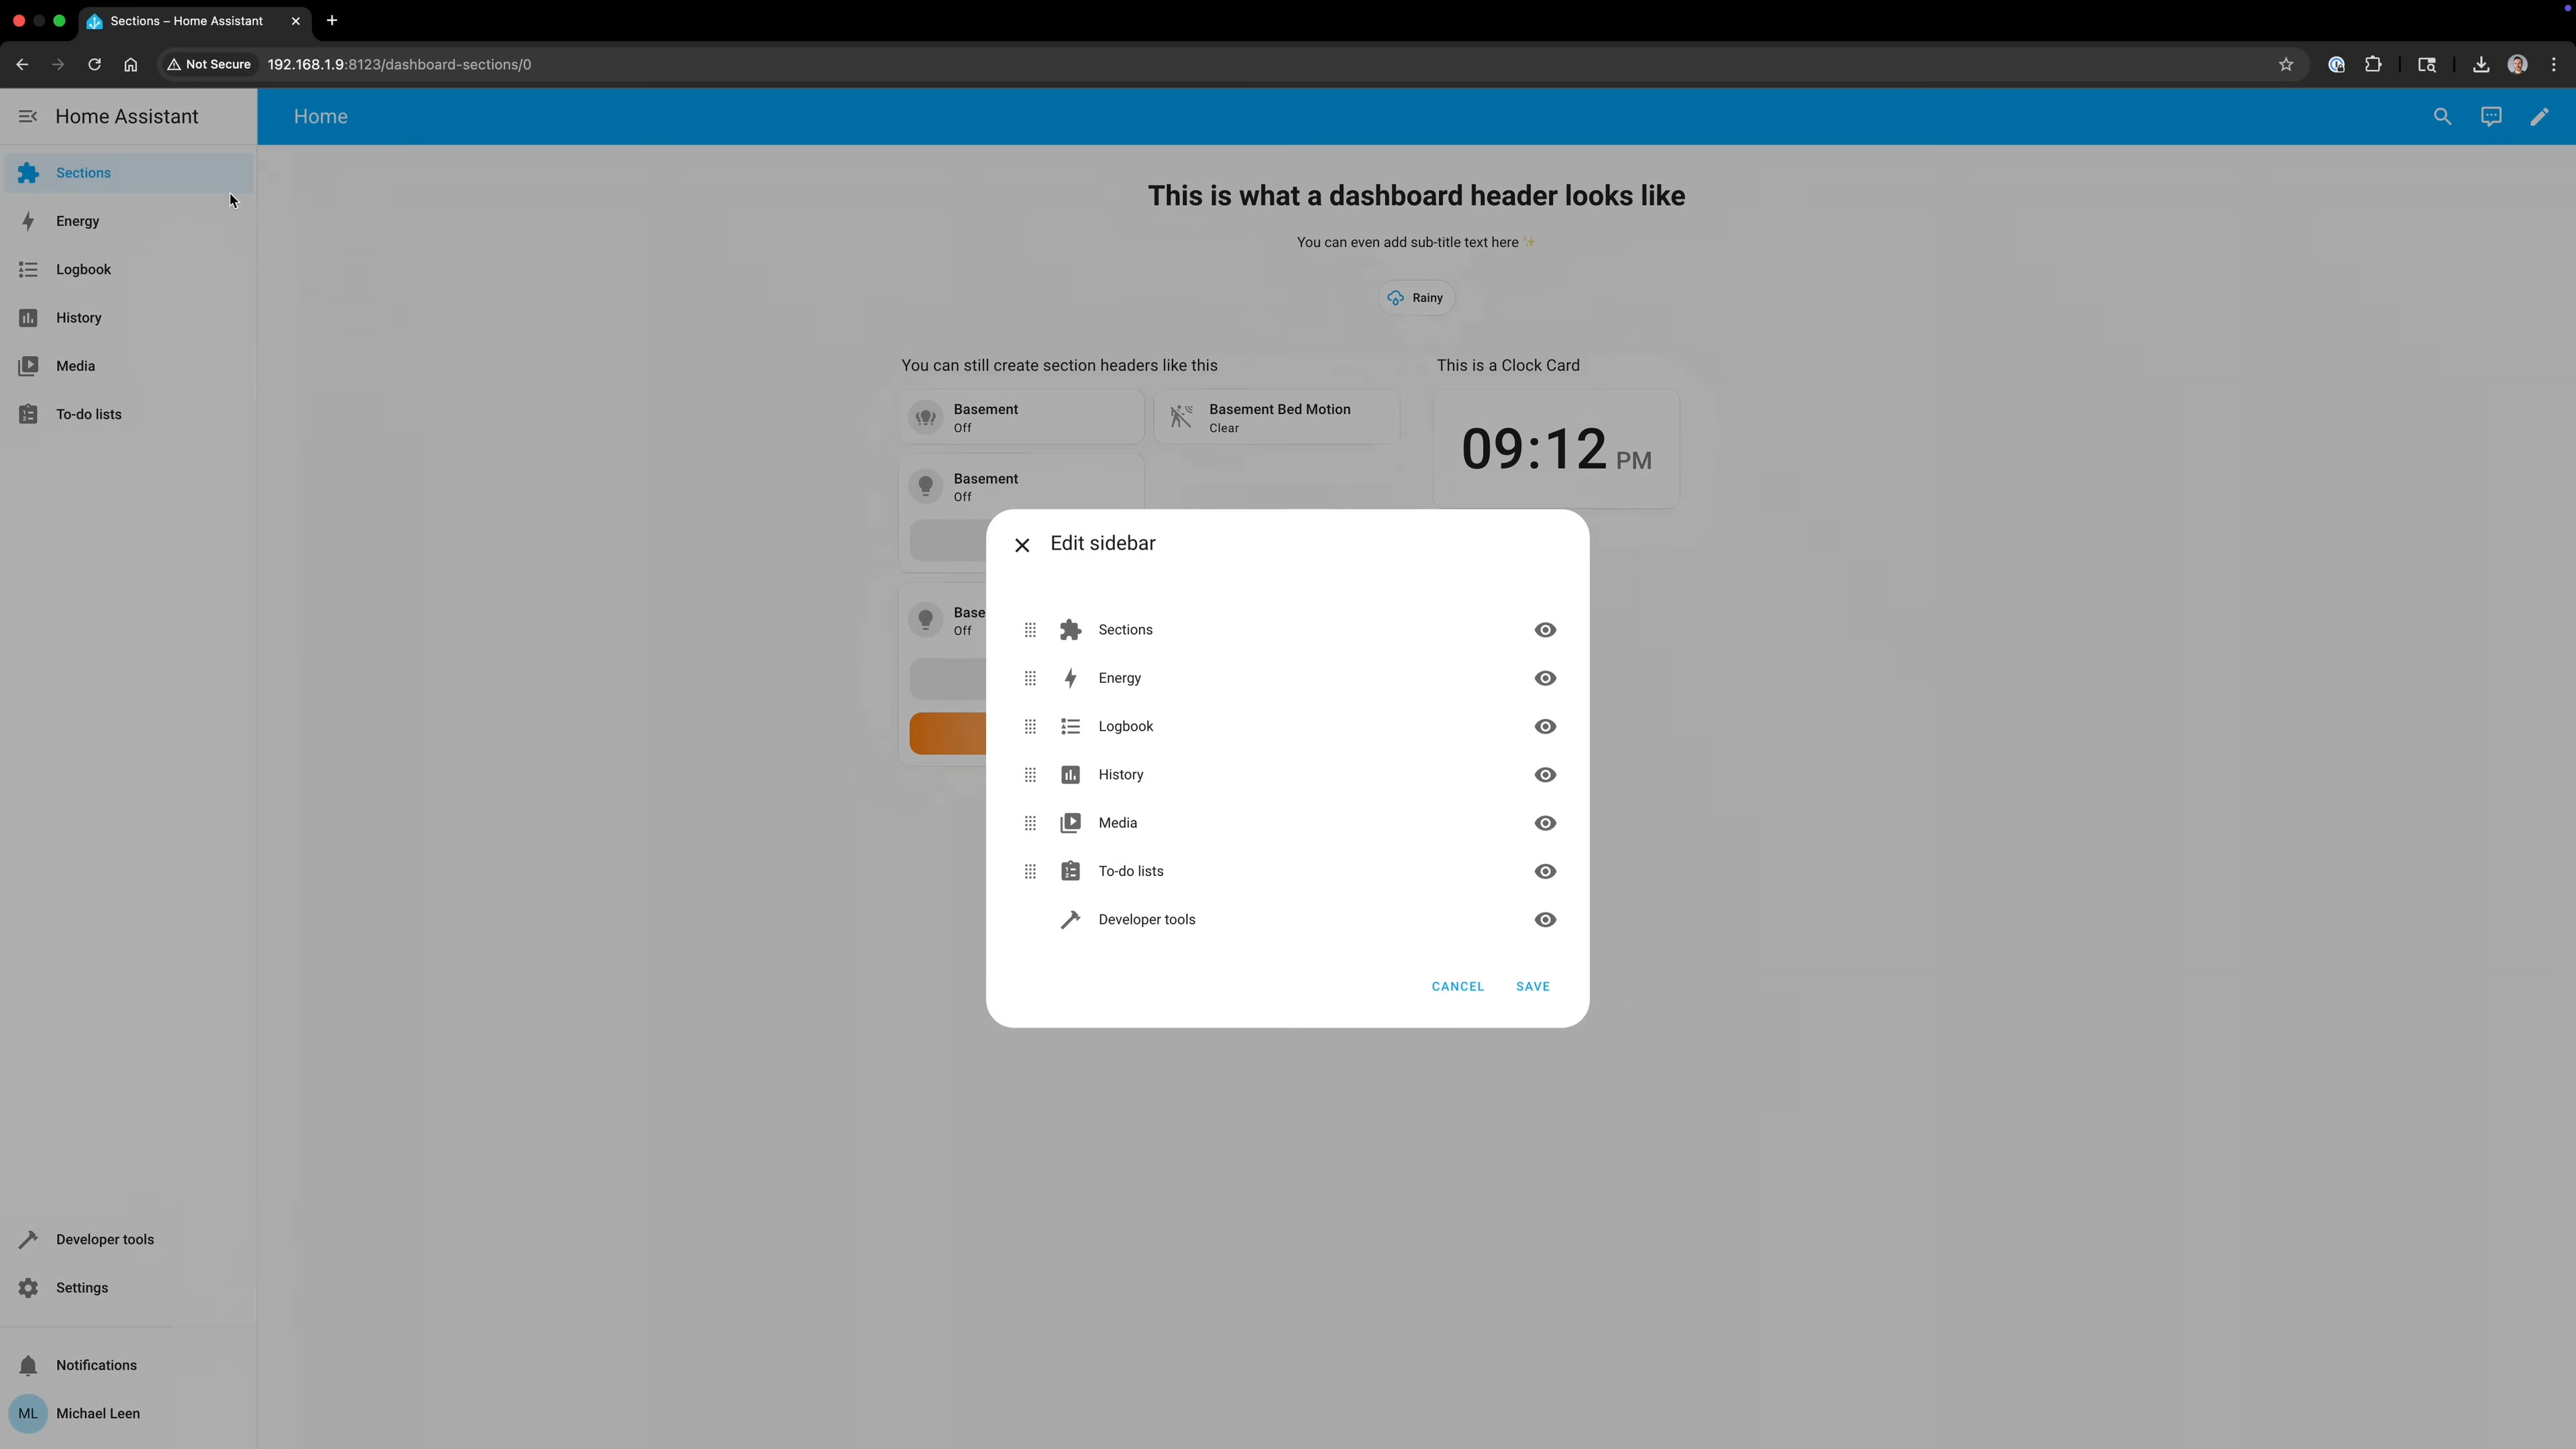 Sections – Home Assistant
Not Secure 192.168.1.9:8123/dashboard-sections/0
Home Assistant
Home
Sections
Energy
Logbook
History
Media
To-do lists
Developer tools
Settings
Notifications
ML Michael Leen
This is what a dashboard header looks like
You can even add sub-title text here ✨
Rainy
You can still create section headers like this
Basement
Off
Basement Bed Motion
Clear
Basement
Off
Base
Off
This is a Clock Card
09:12 PM
Edit sidebar
Sections
Energy
Logbook
History
Media
To-do lists
Developer tools
CANCEL SAVE